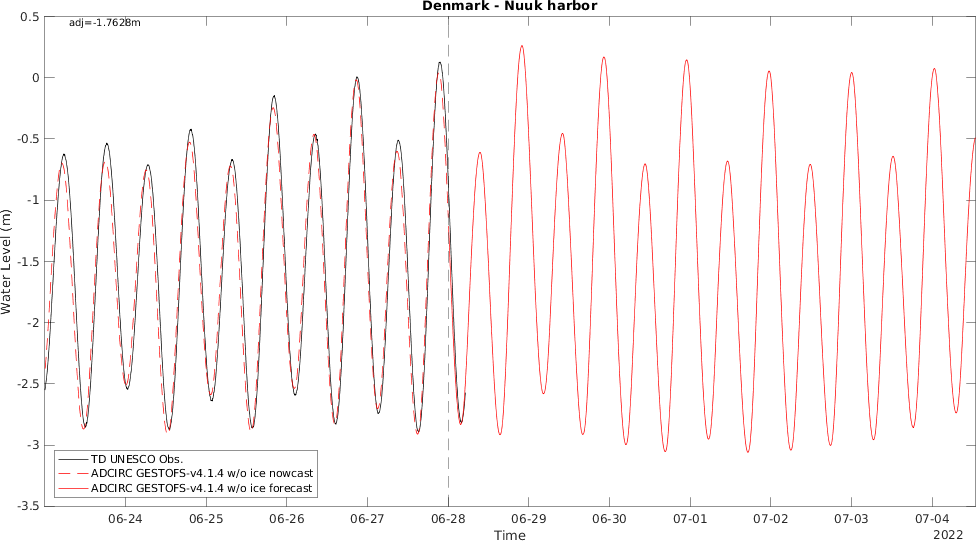 Denmark - Nuuk harbor
adj=-1.7628m
0.5
0
-0.5
-1
-1.5
-2
-2.5
-3
-3.5
Water Level (m)
TD UNESCO Obs.
ADCIRC GESTOFS-v4.1.4 w/o ice nowcast
ADCIRC GESTOFS-v4.1.4 w/o ice forecast
06-24 06-25 06-26 06-27 06-28 06-29 06-30 07-01 07-02 07-03 07-04
Time
2022